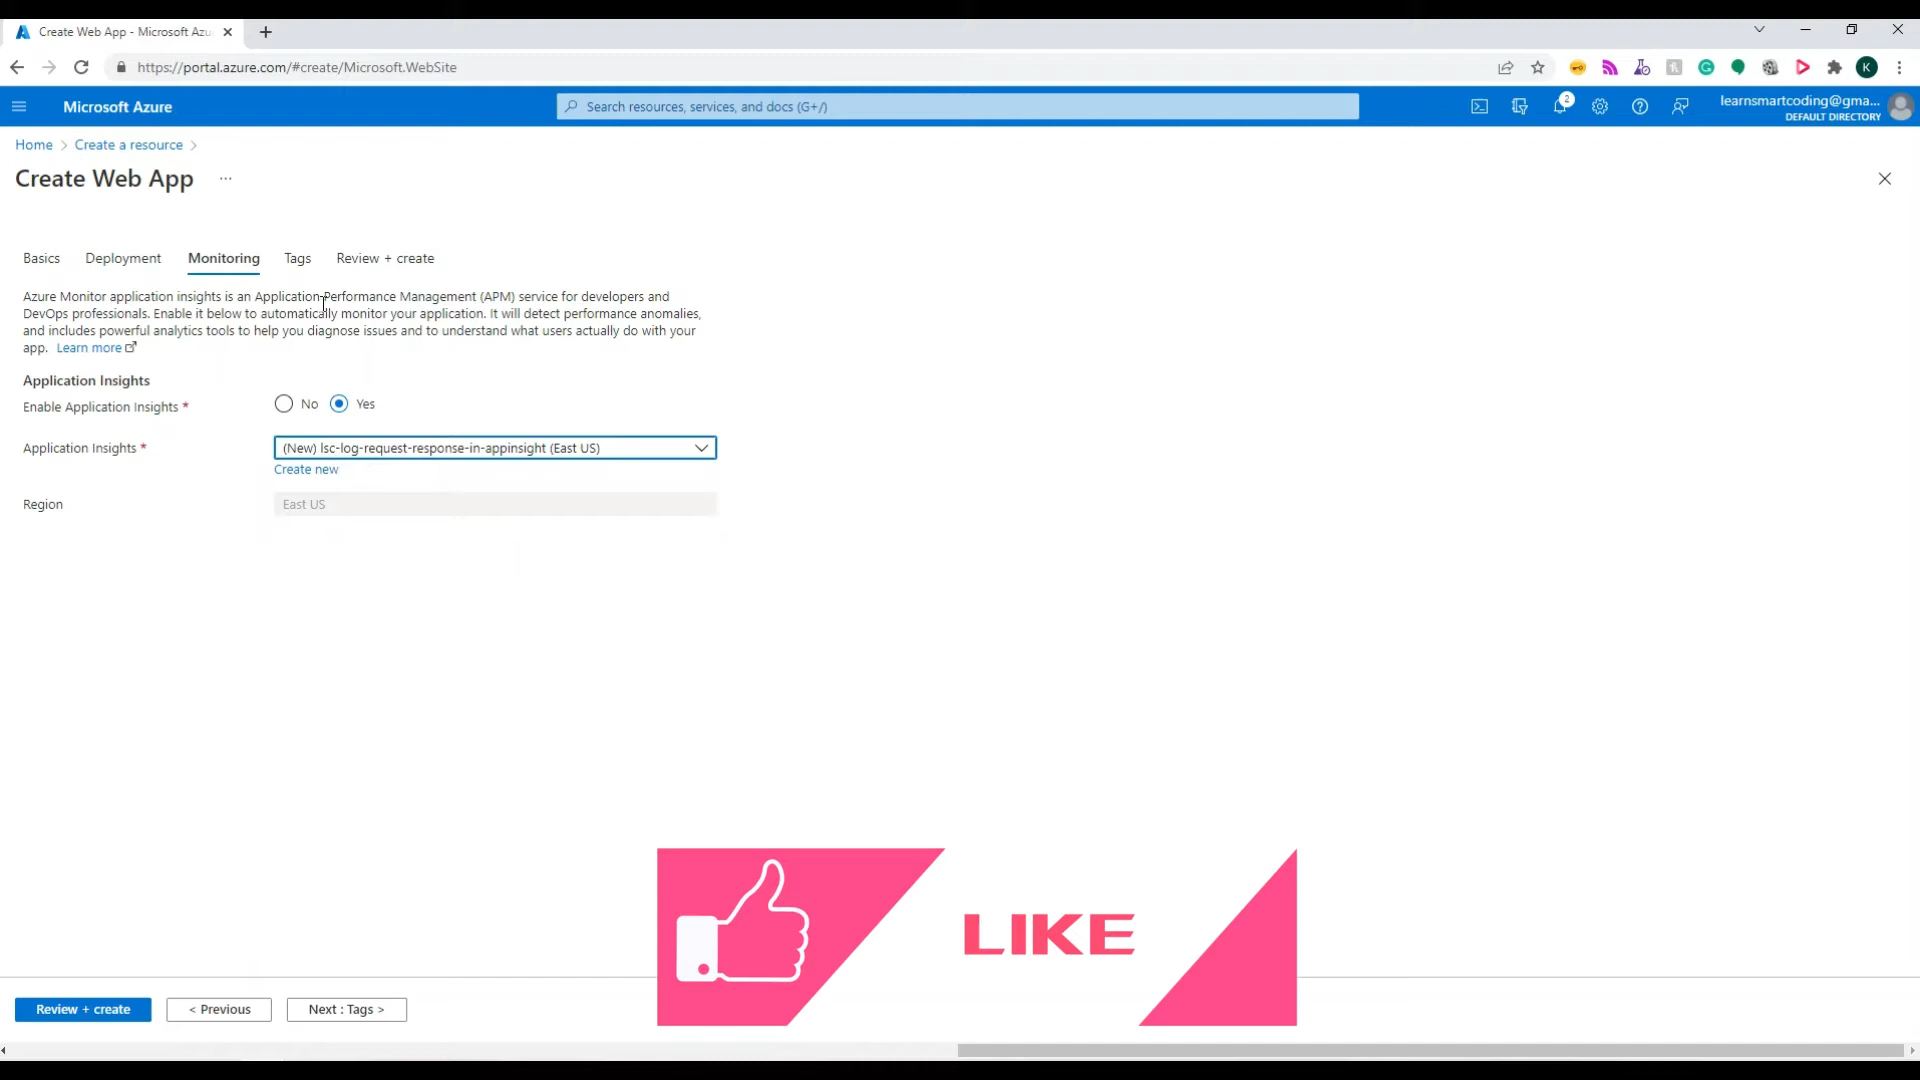 Create Web App - Microsoft Azu
https://portal.azure.com/#create/Microsoft.WebSite
K
Microsoft Azure
Search resources, services, and docs (G+/)
2
learnsmartcoding@gma...
DEFAULT DIRECTORY
Home > Create a resource >
Create Web App ...
Basics Deployment Monitoring Tags Review + create
Azure Monitor application insights is an Application Performance Management (APM) service for developers and
DevOps professionals. Enable it below to automatically monitor your application. It will detect performance anomalies,
and includes powerful analytics tools to help you diagnose issues and to understand what users actually do with your
app. Learn more
Application Insights
Enable Application Insights * No Yes
Application Insights * (New) lsc-log-request-response-in-appinsight (East US)
Create new
Region East US
LIKE
Review + create < Previous Next : Tags >